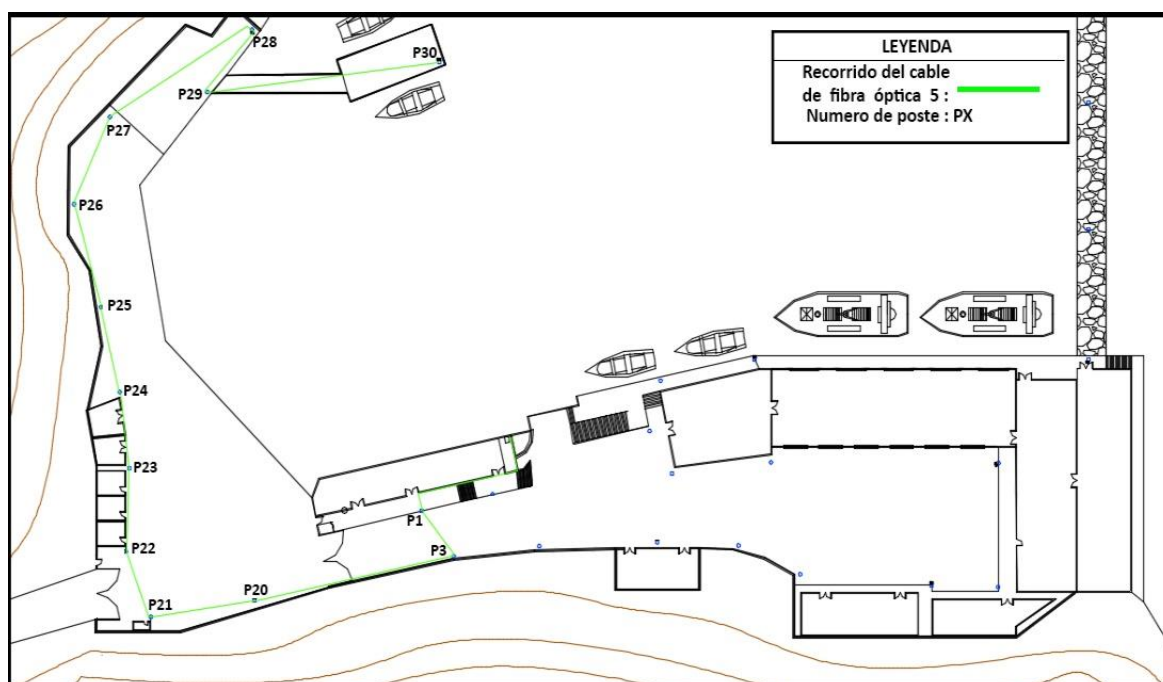 P28
P30
LEYENDA
Recorrido del cable
de fibra óptica 5 :
Numero de poste : PX
P29
P27
P26
P25
P24
P23
P1
P22
P3
P20
P21